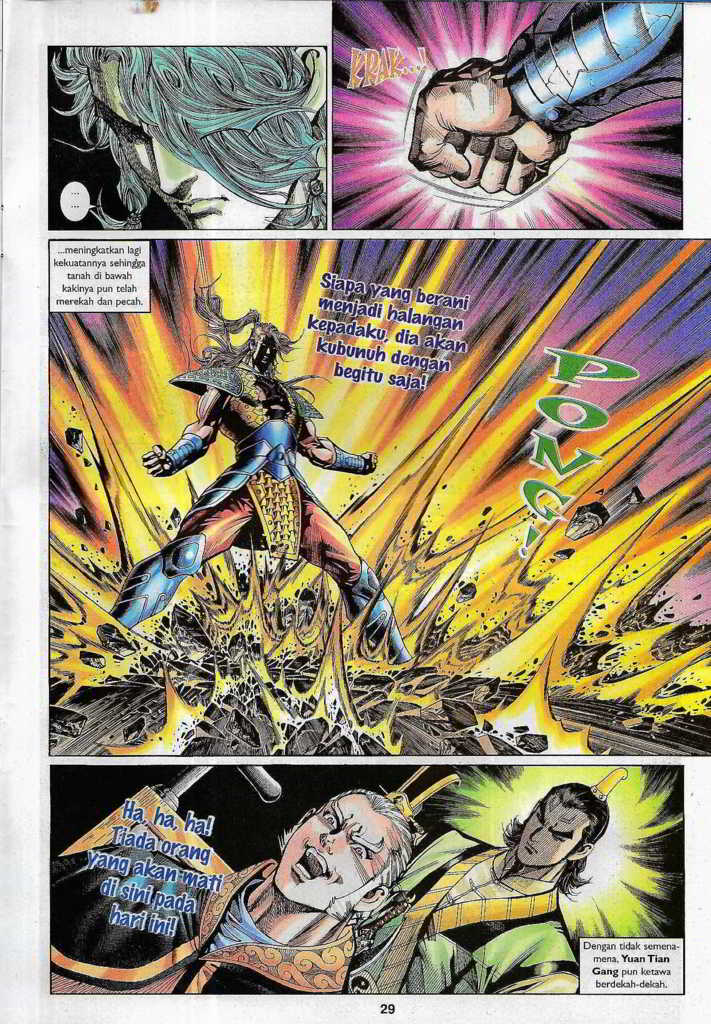 KRAK...!
...
...
...meningkatkan lagi
kekuatannya sehingga
tanah di bawah
kakinya pun telah
merekah dan pecah.
Siapa yang berani
menjadi halangan
kepadaku, dia akan
kubunuh dengan
begitu saja!
PONG!
Ha, ha, ha!
Tiada orang
yang akan mati
di sini pada
hari ini!
Dengan tidak semena-
mena, Yuan Tian
Gang pun ketawa
berdekah-dekah.
29